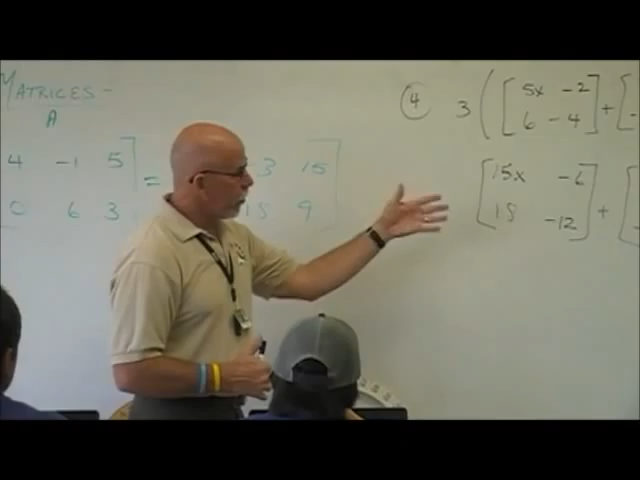 MATRICES -
A
4 -1 5
0 6 3
=
-3 15
18 9
④ 3 ( [ 5x -2
6 -4 ] + [
[ 15x -6
18 -12 ] + [